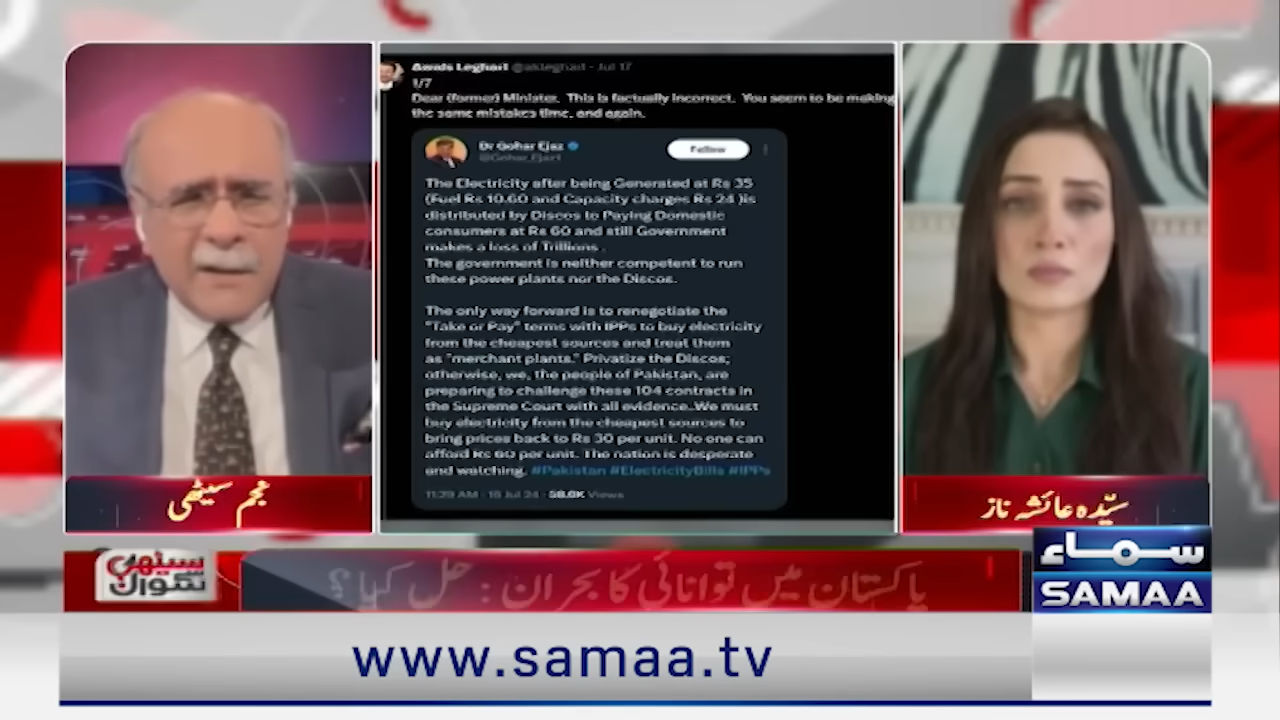 Awais Leghari @akleghari - Jul 17
1/7
Dear (former) Minister. This is factually incorrect. You seem to be making
the same mistakes time, and again.
Dr Gohar Ejaz
@Gohar_Ejaz1
Follow
The Electricity after being Generated at Rs 35
(Fuel Rs 10.60 and Capacity charges Rs 24 )is
distributed by Discos to Paying Domestic
consumers at Rs 60 and still Government
makes a loss of Trillions .
The government is neither competent to run
these power plants nor the Discos.
The only way forward is to renegotiate the
"Take or Pay" terms with IPPs to buy electricity
from the cheapest sources and treat them
as "merchant plants." Privatize the Discos;
otherwise, we, the people of Pakistan, are
preparing to challenge these 104 contracts in
the Supreme Court with all evidence..We must
buy electricity from the cheapest sources to
bring prices back to Rs 30 per unit. No one can
afford Rs 60 per unit. The nation is desperate
and watching. #Pakistan #ElectricityBills #IPPs
11:29 AM · 16 Jul 24 · 58.6K Views
نجم سیٹھی
سیّدہ عائشہ ناز
سیٹھی سے سوال
پاکستان میں توانائی کا بحران : حل کیا ؟
سماء
SAMAA
www.samaa.tv